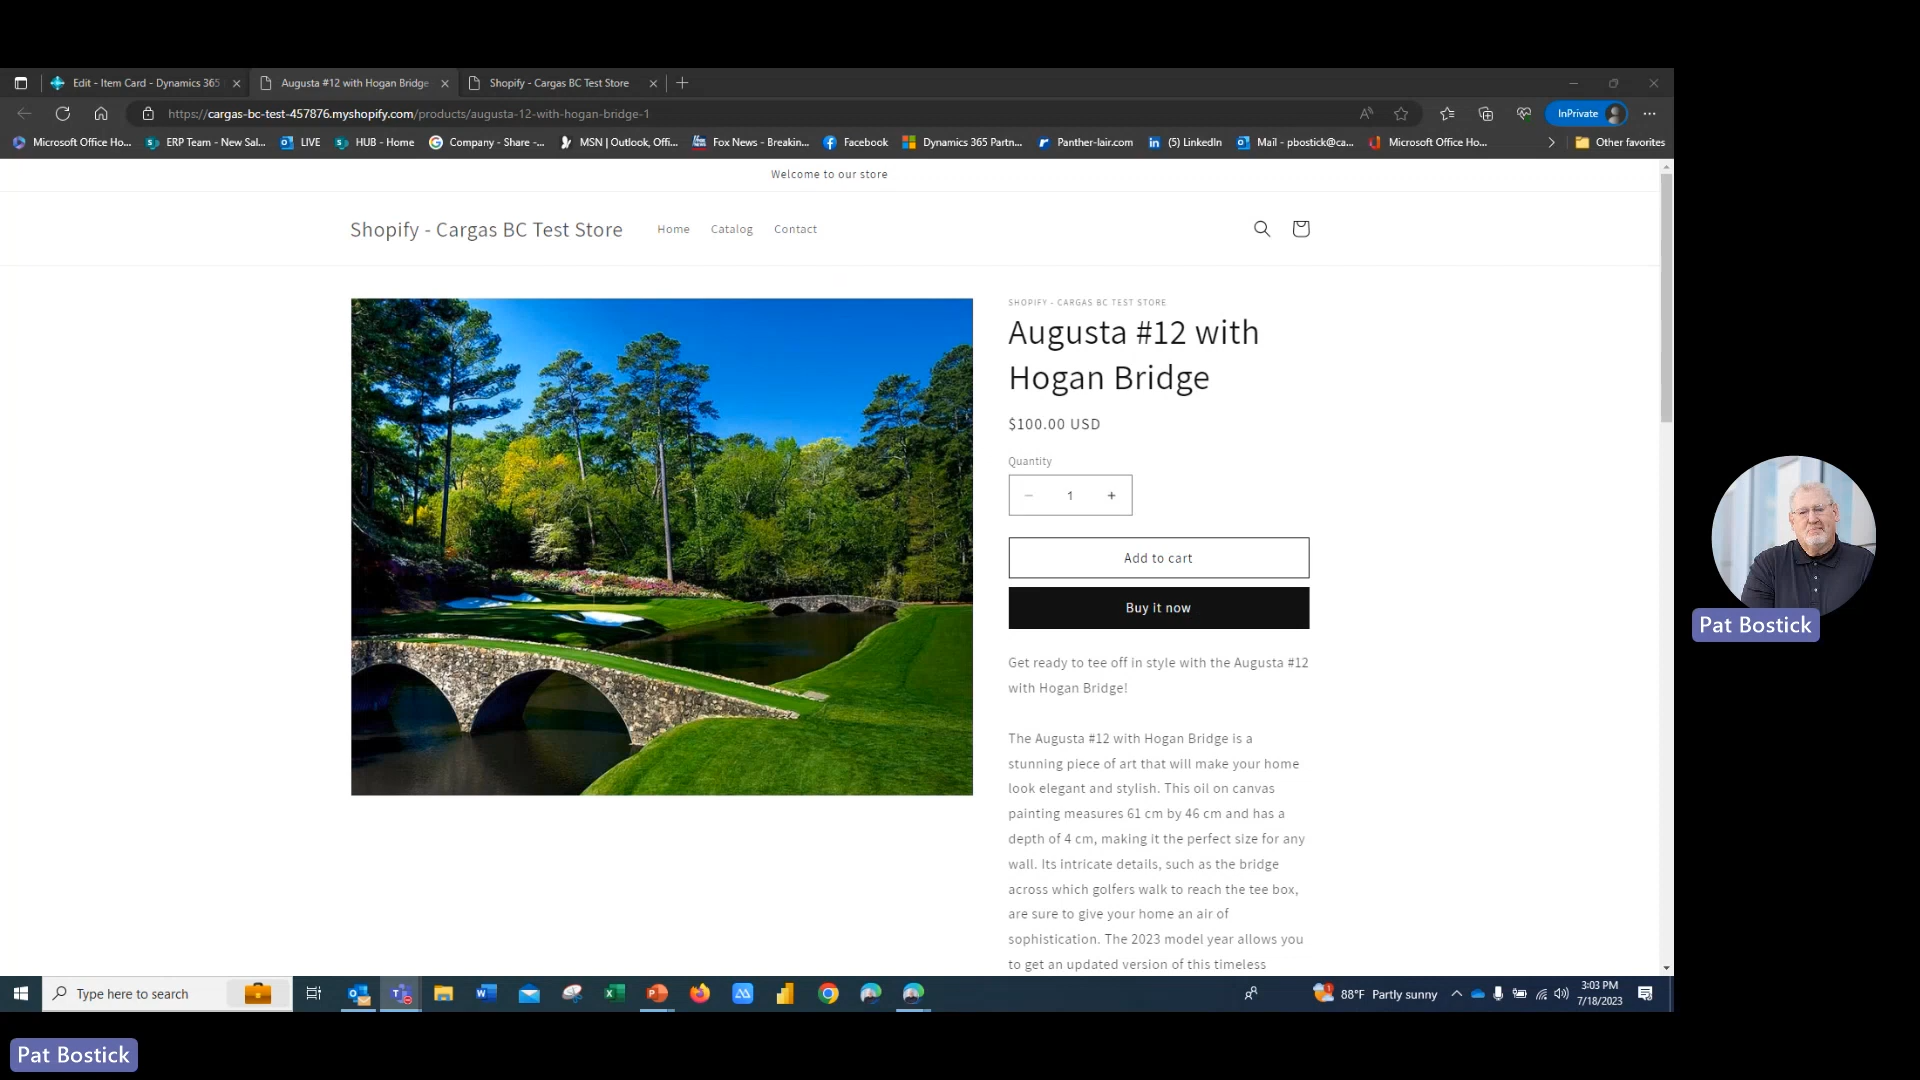 Edit - Item Card - Dynamics 365
Augusta #12 with Hogan Bridge
Shopify - Cargas BC Test Store
https://cargas-bc-test-457876.myshopify.com/products/augusta-12-with-hogan-bridge-1
InPrivate
Microsoft Office Ho...
ERP Team - New Sal...
LIVE
HUB - Home
Company - Share -...
MSN | Outlook, Offi...
Fox News - Breakin...
Facebook
Dynamics 365 Partn...
Panther-lair.com
(5) LinkedIn
Mail - pbostick@ca...
Microsoft Office Ho...
Other favorites
Welcome to our store
Shopify - Cargas BC Test Store
Home
Catalog
Contact
SHOPIFY - CARGAS BC TEST STORE
Augusta #12 with
Hogan Bridge
$100.00 USD
Quantity
− 1 +
Add to cart
Buy it now
Get ready to tee off in style with the Augusta #12
with Hogan Bridge!
The Augusta #12 with Hogan Bridge is a
stunning piece of art that will make your home
look elegant and stylish. This oil on canvas
painting measures 61 cm by 46 cm and has a
depth of 4 cm, making it the perfect size for any
wall. Its intricate details, such as the bridge
across which golfers walk to reach the tee box,
are sure to give your home an air of
sophistication. The 2023 model year allows you
to get an updated version of this timeless
Pat Bostick
Type here to search
88°F Partly sunny
3:03 PM
7/18/2023
Pat Bostick